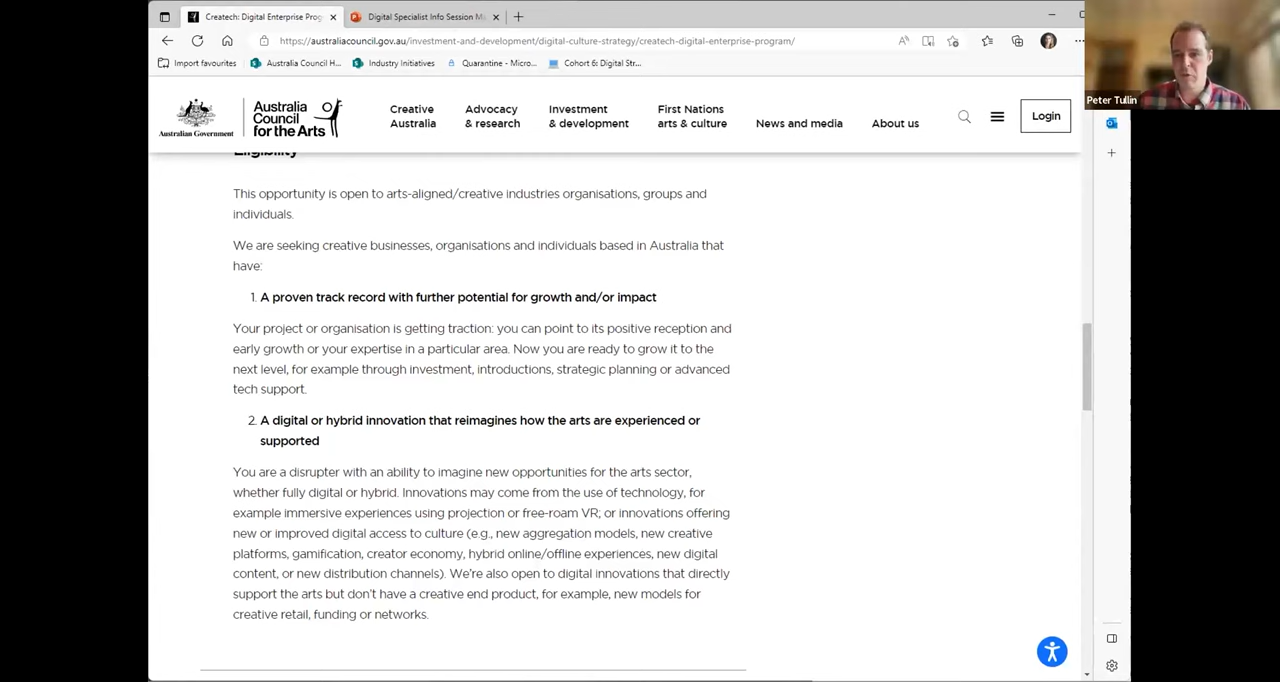 Createch: Digital Enterprise Prog
Digital Specialist Info Session M
https://australiacouncil.gov.au/investment-and-development/digital-culture-strategy/createch-digital-enterprise-program/
Import favourites
Australia Council H...
Industry Initiatives
Quarantine - Micro...
Cohort 6: Digital Str...
Peter Tullin
Australian Government
Australia
Council
for the Arts
Creative
Australia
Advocacy
& research
Investment
& development
First Nations
arts & culture
News and media
About us
Login
Eligibility
This opportunity is open to arts-aligned/creative industries organisations, groups and
individuals.
We are seeking creative businesses, organisations and individuals based in Australia that
have:
1. A proven track record with further potential for growth and/or impact
Your project or organisation is getting traction: you can point to its positive reception and
early growth or your expertise in a particular area. Now you are ready to grow it to the
next level, for example through investment, introductions, strategic planning or advanced
tech support.
2. A digital or hybrid innovation that reimagines how the arts are experienced or
supported
You are a disrupter with an ability to imagine new opportunities for the arts sector,
whether fully digital or hybrid. Innovations may come from the use of technology, for
example immersive experiences using projection or free-roam VR; or innovations offering
new or improved digital access to culture (e.g., new aggregation models, new creative
platforms, gamification, creator economy, hybrid online/offline experiences, new digital
content, or new distribution channels). We're also open to digital innovations that directly
support the arts but don't have a creative end product, for example, new models for
creative retail, funding or networks.